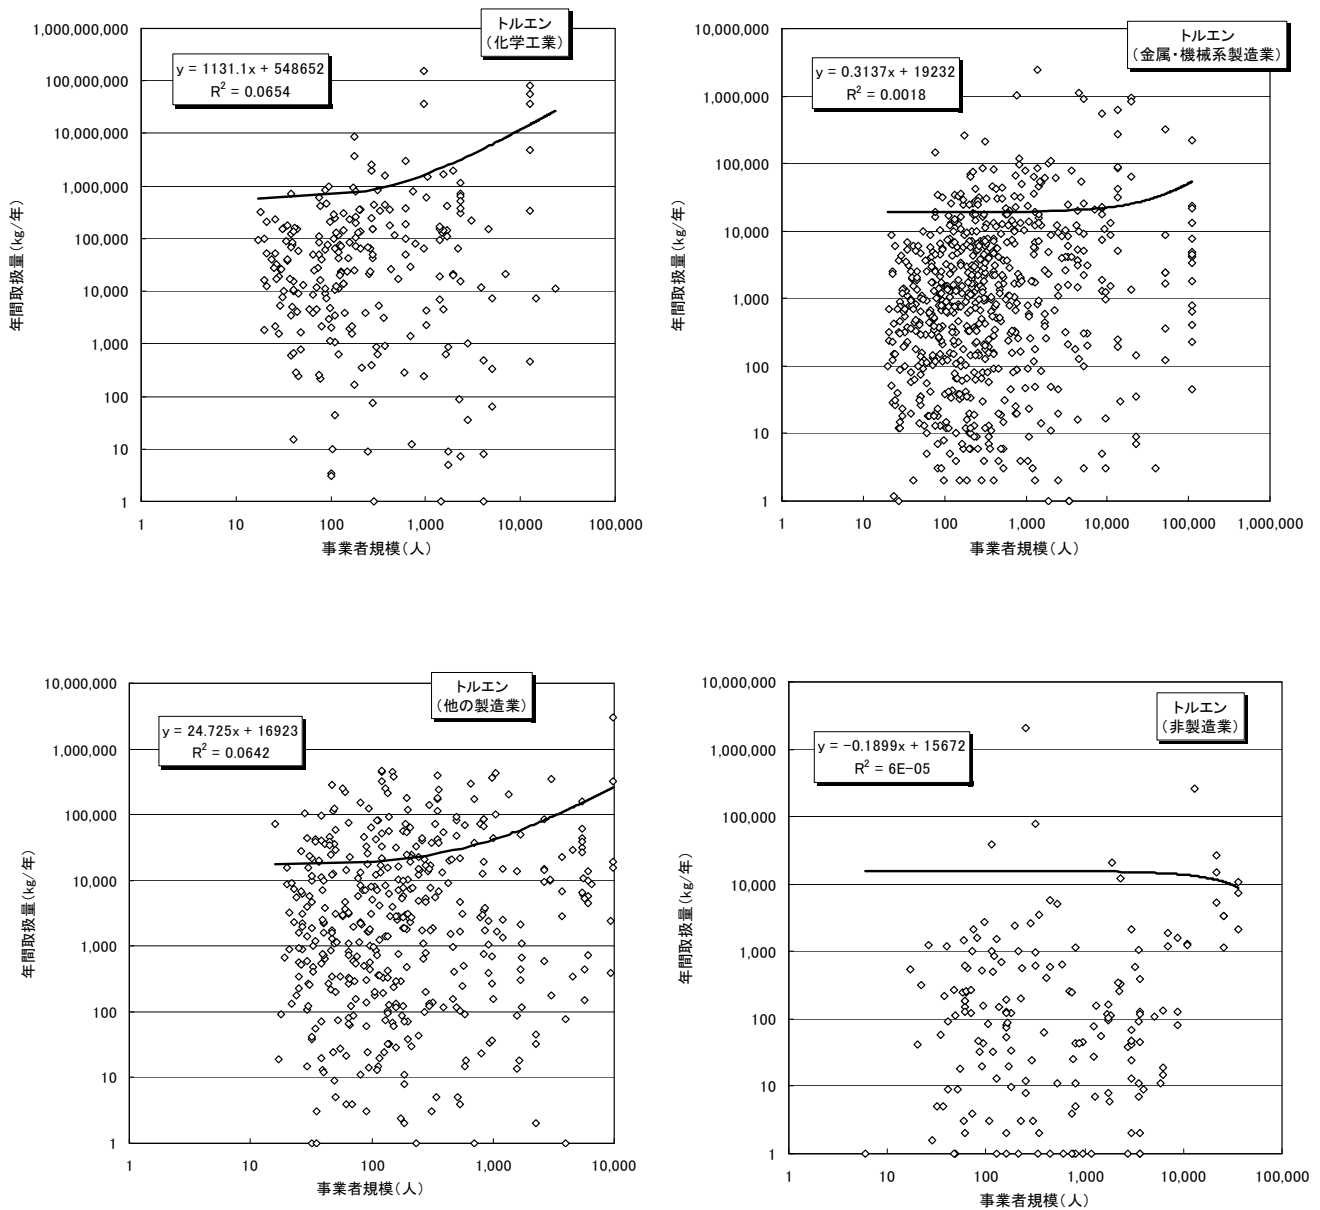 トルエン
（化学工業）
y = 1131.1x + 548652
R² = 0.0654
年間取扱量（kg/年）
1,000,000,000
100,000,000
10,000,000
1,000,000
100,000
10,000
1,000
100
10
1
1 10 100 1,000 10,000 100,000
事業者規模（人）
トルエン
（金属・機械系製造業）
y = 0.3137x + 19232
R² = 0.0018
年間取扱量（kg/年）
10,000,000
1,000,000
100,000
10,000
1,000
100
10
1
1 10 100 1,000 10,000 100,000 1,000,000
事業者規模（人）
トルエン
（他の製造業）
y = 24.725x + 16923
R² = 0.0642
年間取扱量（kg/年）
10,000,000
1,000,000
100,000
10,000
1,000
100
10
1
1 10 100 1,000 10,000
事業者規模（人）
トルエン
（非製造業）
y = −0.1899x + 15672
R² = 6E−05
年間取扱量（kg/年）
10,000,000
1,000,000
100,000
10,000
1,000
100
10
1
1 10 100 1,000 10,000 100,000
事業者規模（人）